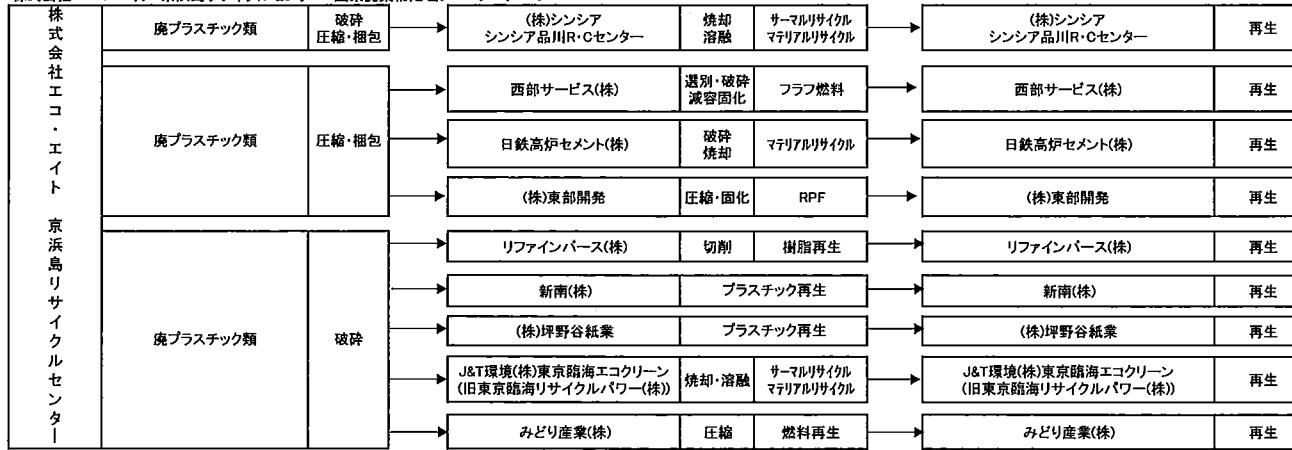 株式会社エコ・エイト 京浜島リサイクルセンター
廃プラスチック類
破砕
圧縮・梱包
(株)シンシア
シンシア品川R・Cセンター
焼却
溶融
サーマルリサイクル
マテリアルリサイクル
(株)シンシア
シンシア品川R・Cセンター
再生
廃プラスチック類
圧縮・梱包
西部サービス(株)
選別・破砕
減容固化
フラフ燃料
西部サービス(株)
再生
日鉄高炉セメント(株)
破砕
焼却
マテリアルリサイクル
日鉄高炉セメント(株)
再生
(株)東部開発
圧縮・固化
RPF
(株)東部開発
再生
廃プラスチック類
破砕
リファインバース(株)
切削
樹脂再生
リファインバース(株)
再生
新南(株)
プラスチック再生
新南(株)
再生
(株)坪野谷紙業
プラスチック再生
(株)坪野谷紙業
再生
J&T環境(株)東京臨海エコクリーン
(旧東京臨海リサイクルパワー(株))
焼却・溶融
サーマルリサイクル
マテリアルリサイクル
J&T環境(株)東京臨海エコクリーン
(旧東京臨海リサイクルパワー(株))
再生
みどり産業(株)
圧縮
燃料再生
みどり産業(株)
再生